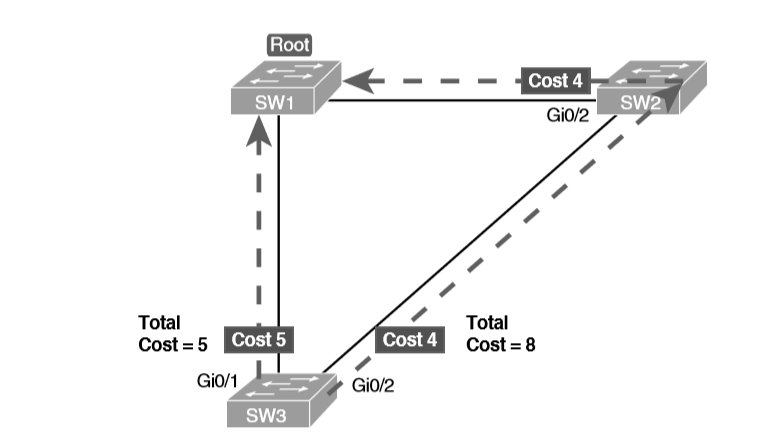 Root
Cost 4
SW1
SW2
Gi0/2
Total
Cost = 5
Cost 5
Cost 4
Total
Cost = 8
Gi0/1
Gi0/2
SW3